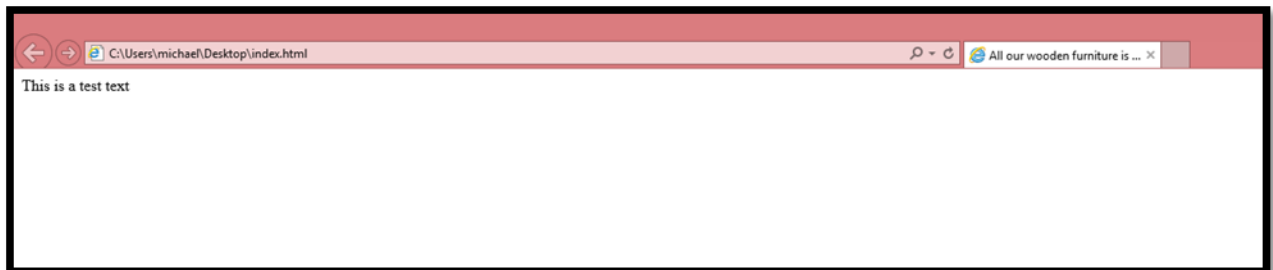 C:\Users\michael\Desktop\index.html
All our wooden furniture is ...
This is a test text